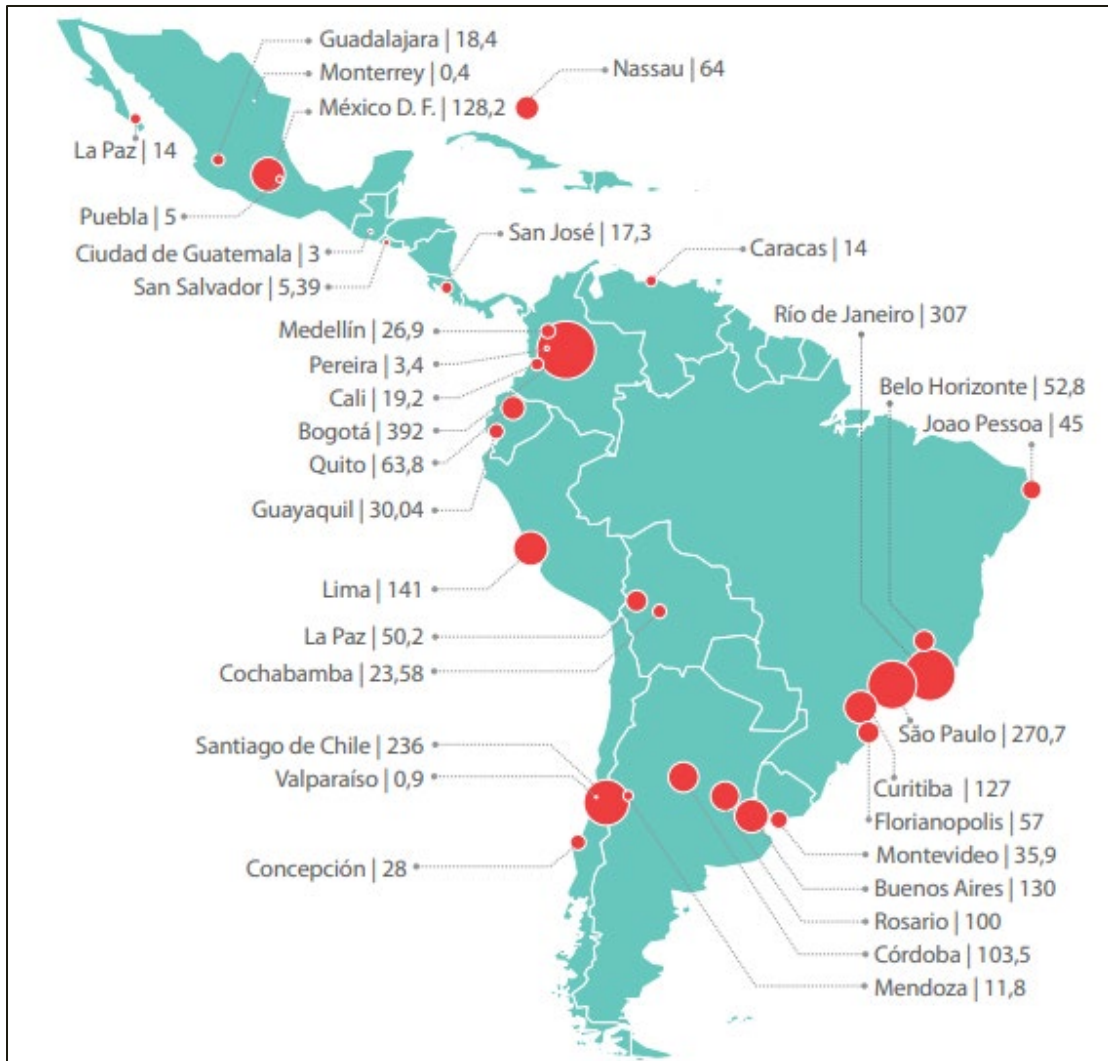 Guadalajara | 18,4
Monterrey | 0,4
México D. F. | 128,2
Nassau | 64
La Paz | 14
Puebla | 5
Ciudad de Guatemala | 3
San Salvador | 5,39
San José | 17,3
Caracas | 14
Río de Janeiro | 307
Medellín | 26,9
Pereira | 3,4
Cali | 19,2
Bogotá | 392
Quito | 63,8
Guayaquil | 30,04
Belo Horizonte | 52,8
Joao Pessoa | 45
Lima | 141
La Paz | 50,2
Cochabamba | 23,58
Santiago de Chile | 236
Valparaíso | 0,9
Concepción | 28
São Paulo | 270,7
Curitiba | 127
Florianopolis | 57
Montevideo | 35,9
Buenos Aires | 130
Rosario | 100
Córdoba | 103,5
Mendoza | 11,8